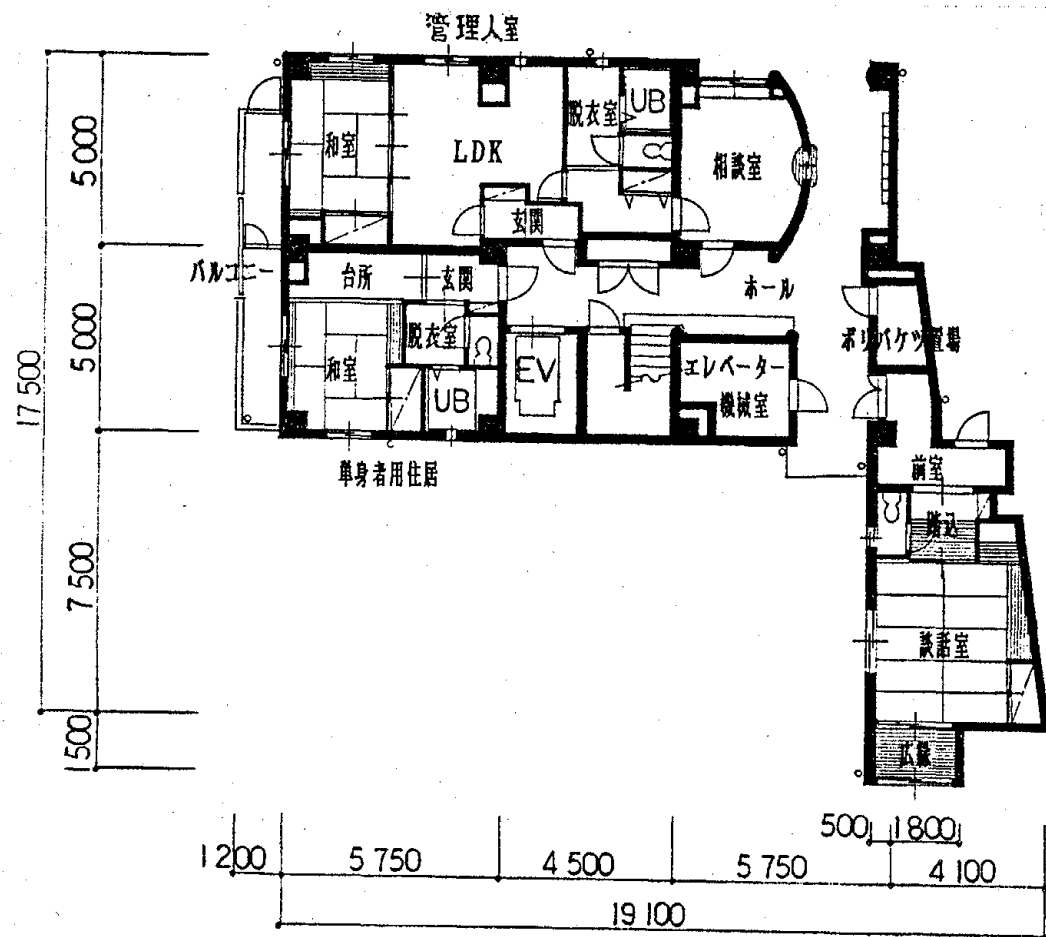 管理人室
和室
LDK
脱衣室
UB
相談室
玄関
バルコニー
台所
玄関
ホール
脱衣室
和室
UB
EV
エレベーター
機械室
ポリバケツ置場
単身者用住居
前室
踏込
談話室
広縁
5 000
5 000
17 500
7 500
1 500
500
1 800
1 200
5 750
4 500
5 750
4 100
19 100